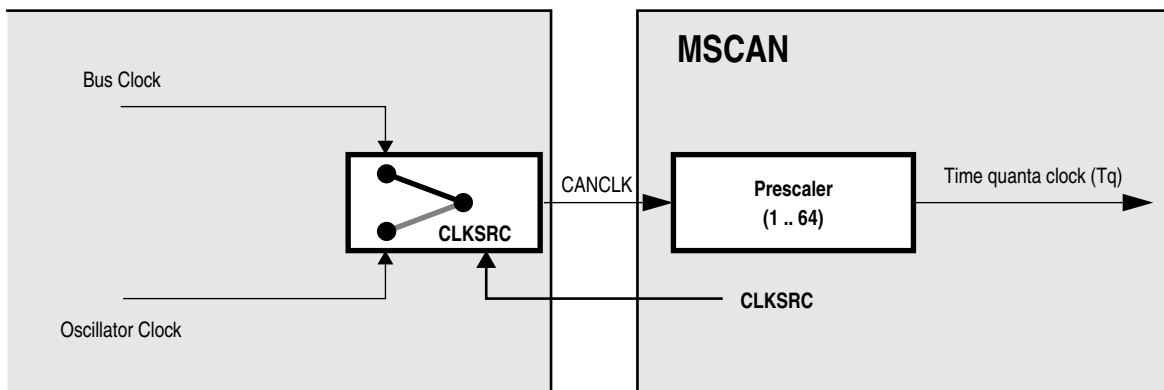 MSCAN
Bus Clock
CANCLK
Prescaler
(1 .. 64)
Time quanta clock (Tq)
CLKSRC
CLKSRC
Oscillator Clock